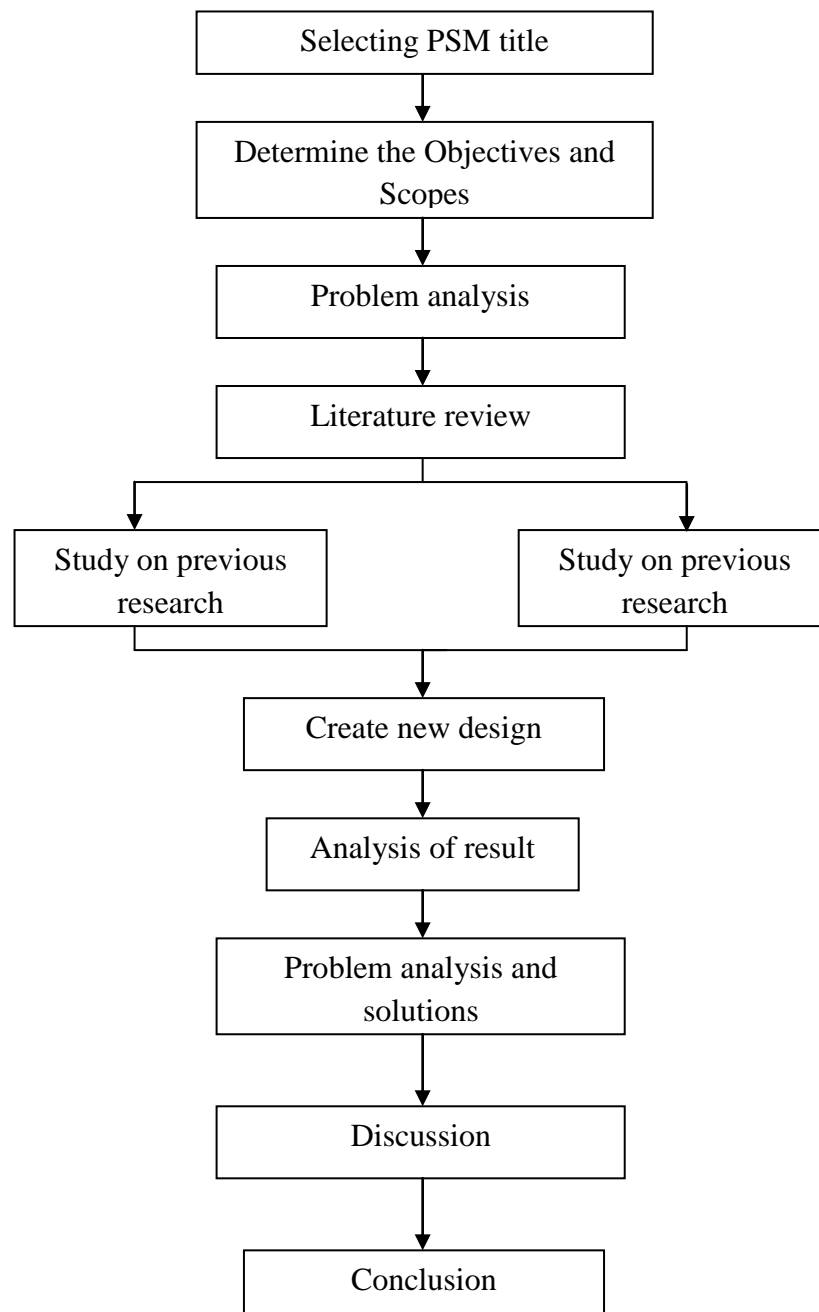 Selecting PSM title
Determine the Objectives and
Scopes
Problem analysis
Literature review
Study on previous
research
Study on previous
research
Create new design
Analysis of result
Problem analysis and
solutions
Discussion
Conclusion